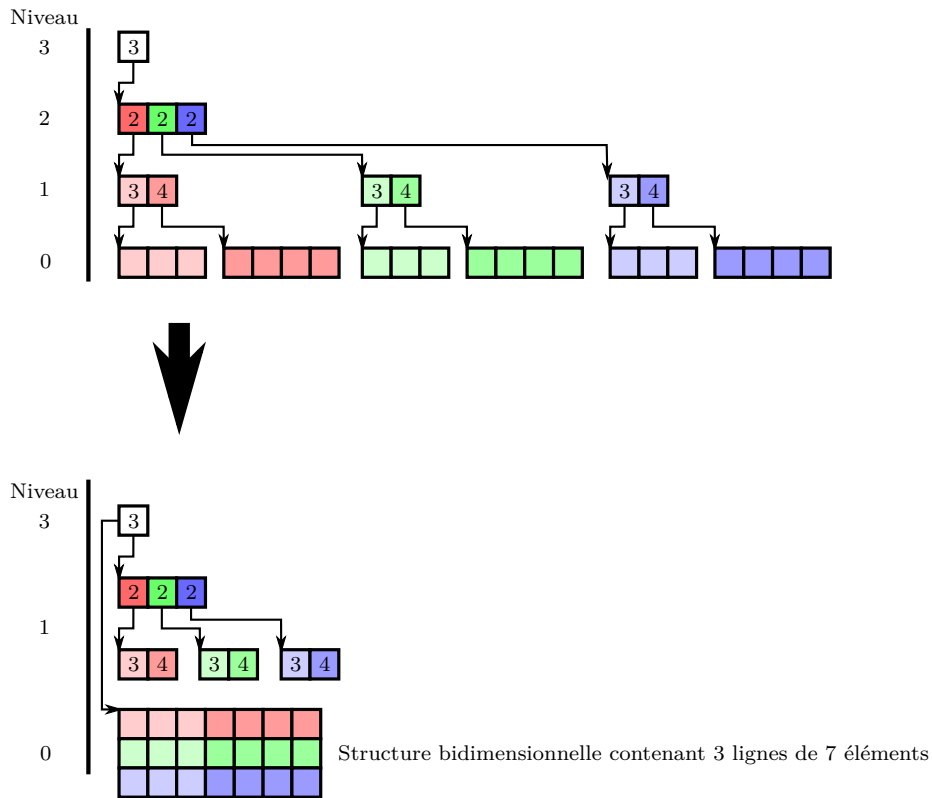 Niveau
3 3
2 2 2 2
1 3 4 3 4 3 4
0
Niveau
3 3
2 2 2
1
3 4 3 4 3 4
0 Structure bidimensionnelle contenant 3 lignes de 7 éléments